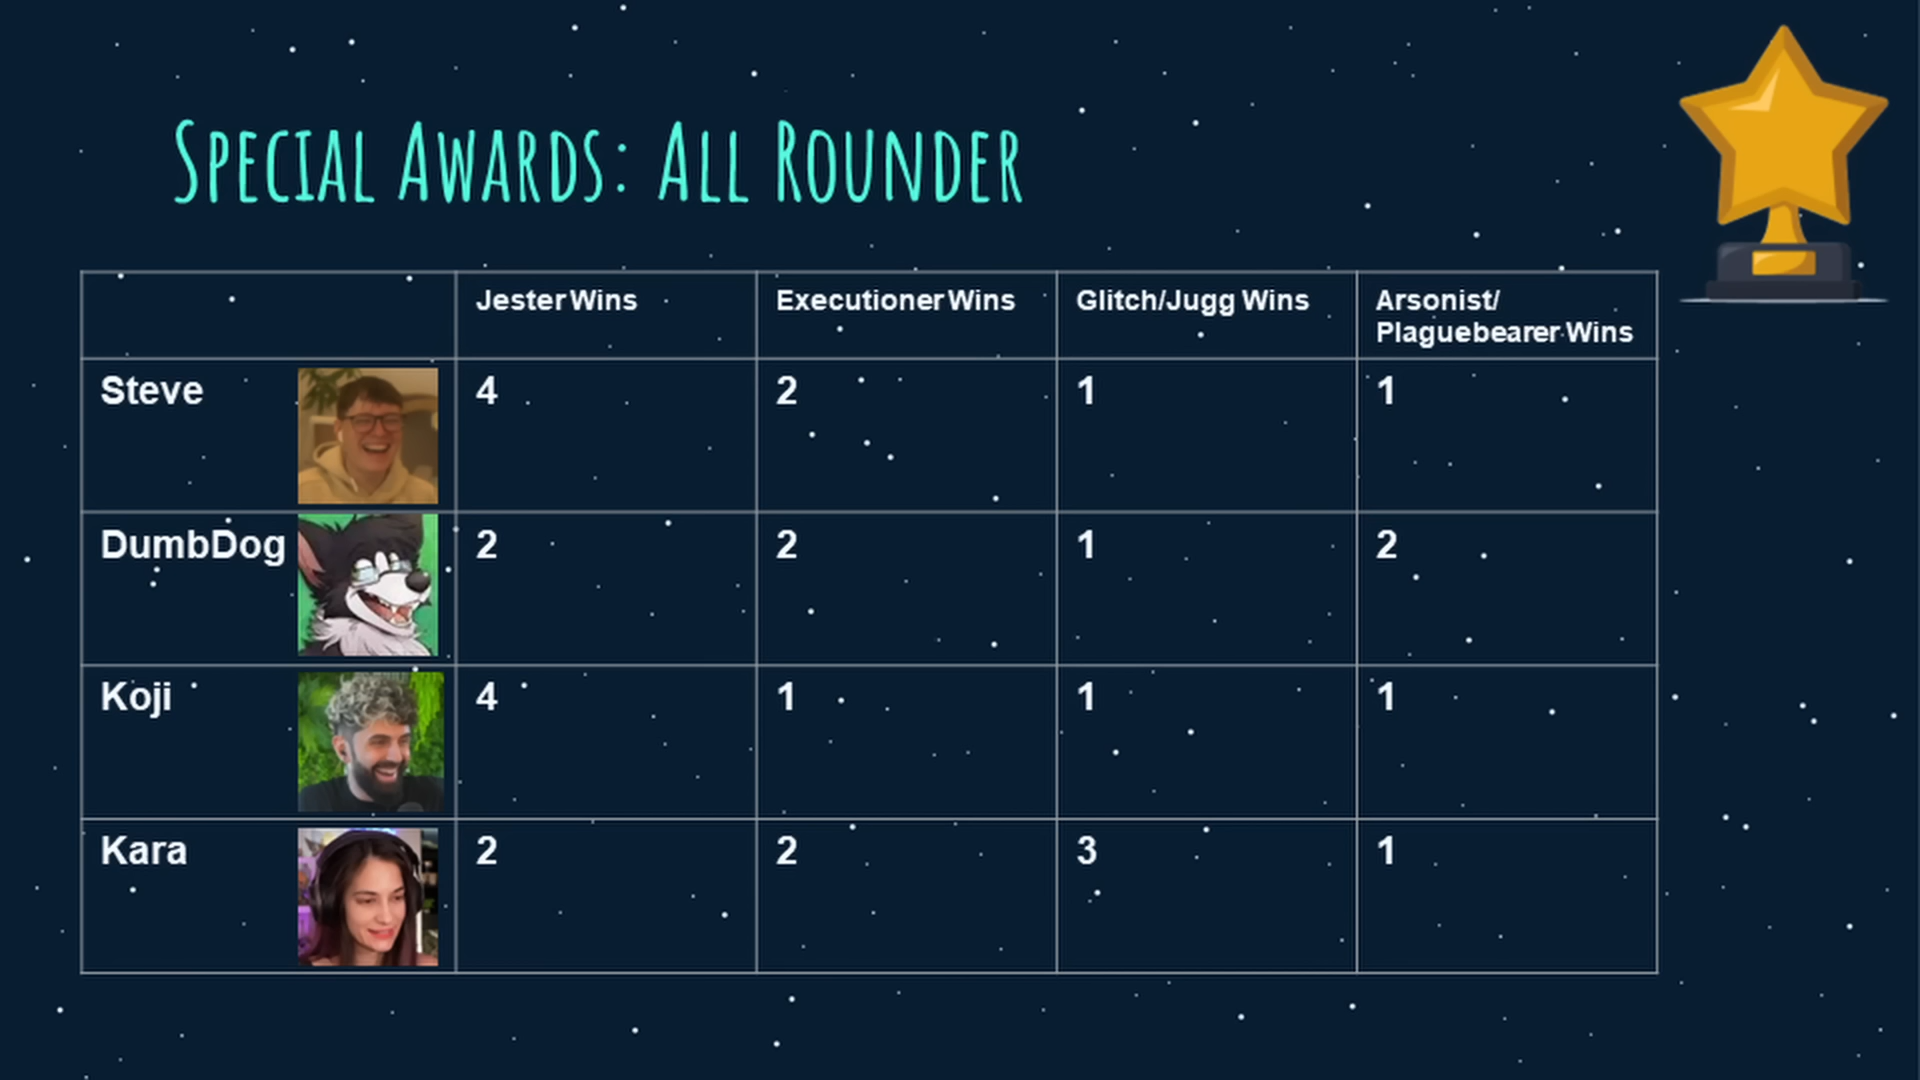 Special Awards: All Rounder
Jester Wins Executioner Wins Glitch/Jugg Wins Arsonist/
Plaguebearer Wins
Steve 4 2 1 1
DumbDog 2 2 1 2
Koji 4 1 1 1
Kara 2 2 3 1